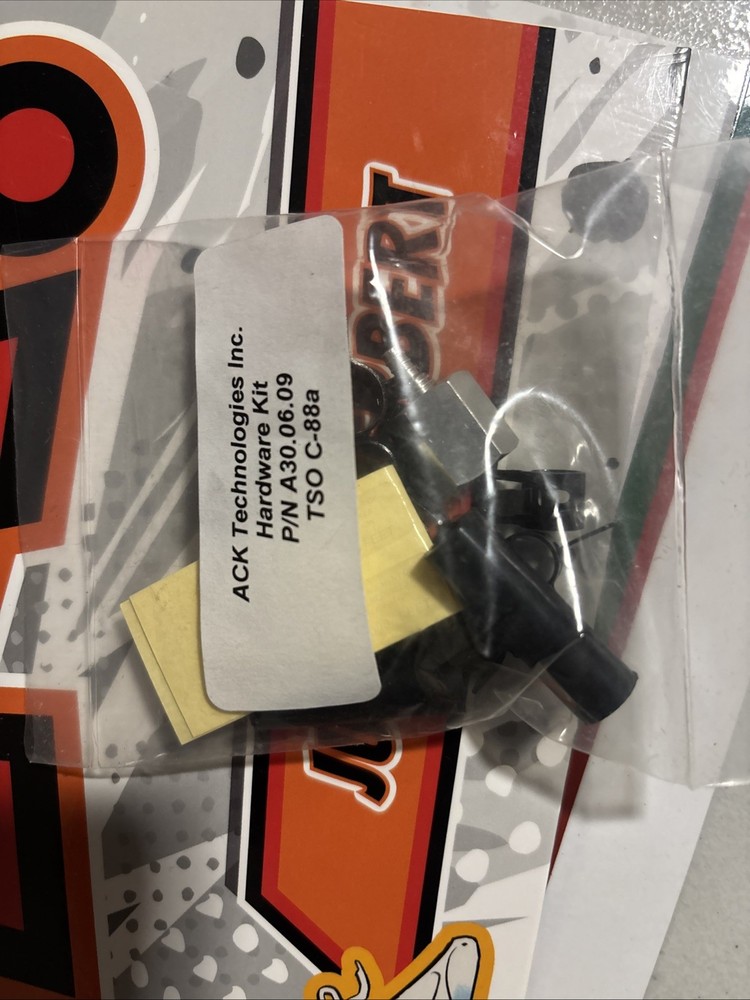 ACK Technologies Inc.
Hardware Kit
P/N A30.06.09
TSO C-88a